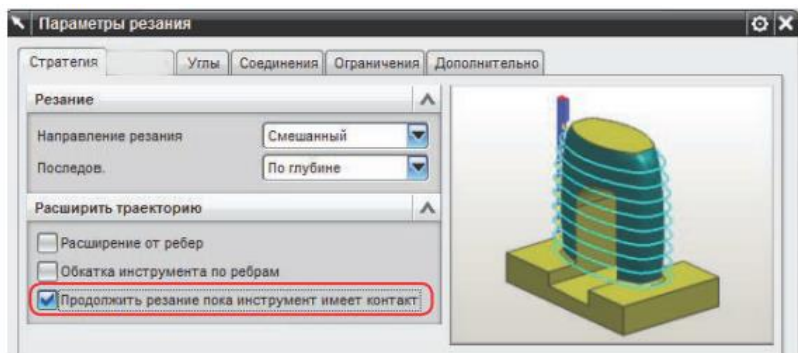 Параметры резания
Стратегия Углы Соединения Ограничения Дополнительно
Резание
Направление резания Смешанный
Последов. По глубине
Расширить траекторию
Расширение от ребер
Обкатка инструмента по ребрам
Продолжить резание пока инструмент имеет контакт